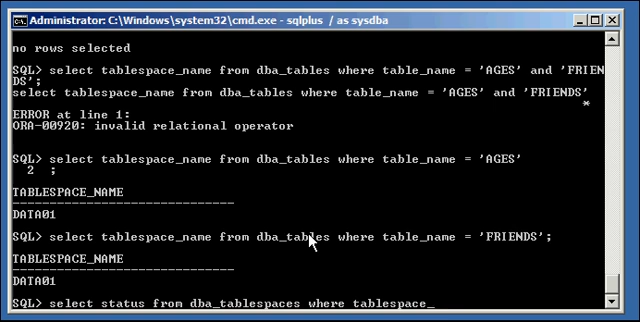 Administrator: C:\Windows\system32\cmd.exe - sqlplus / as sysdba
no rows selected
SQL> select tablespace_name from dba_tables where table_name = 'AGES' and 'FRIEN
DS';
select tablespace_name from dba_tables where table_name = 'AGES' and 'FRIENDS'
*
ERROR at line 1:
ORA-00920: invalid relational operator
SQL> select tablespace_name from dba_tables where table_name = 'AGES'
2 ;
TABLESPACE_NAME
------------------------------
DATA01
SQL> select tablespace_name from dba_tables where table_name = 'FRIENDS';
TABLESPACE_NAME
------------------------------
DATA01
SQL> select status from dba_tablespaces where tablespace_